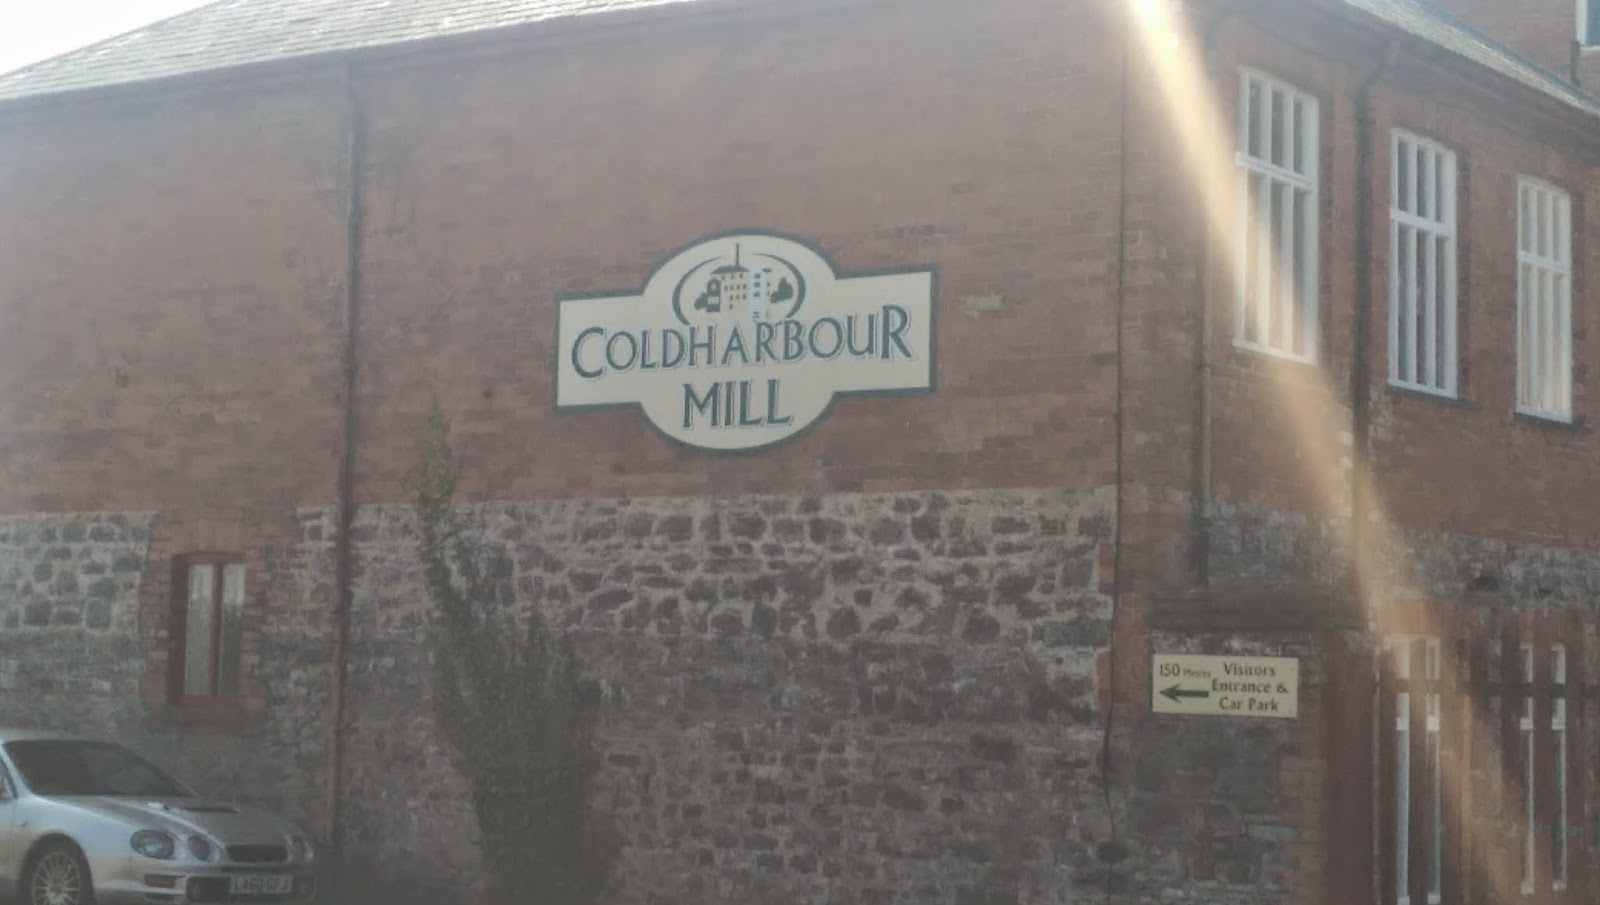 COLDHARBOUR
MILL
150 Metres Visitors
Entrance &
Car Park